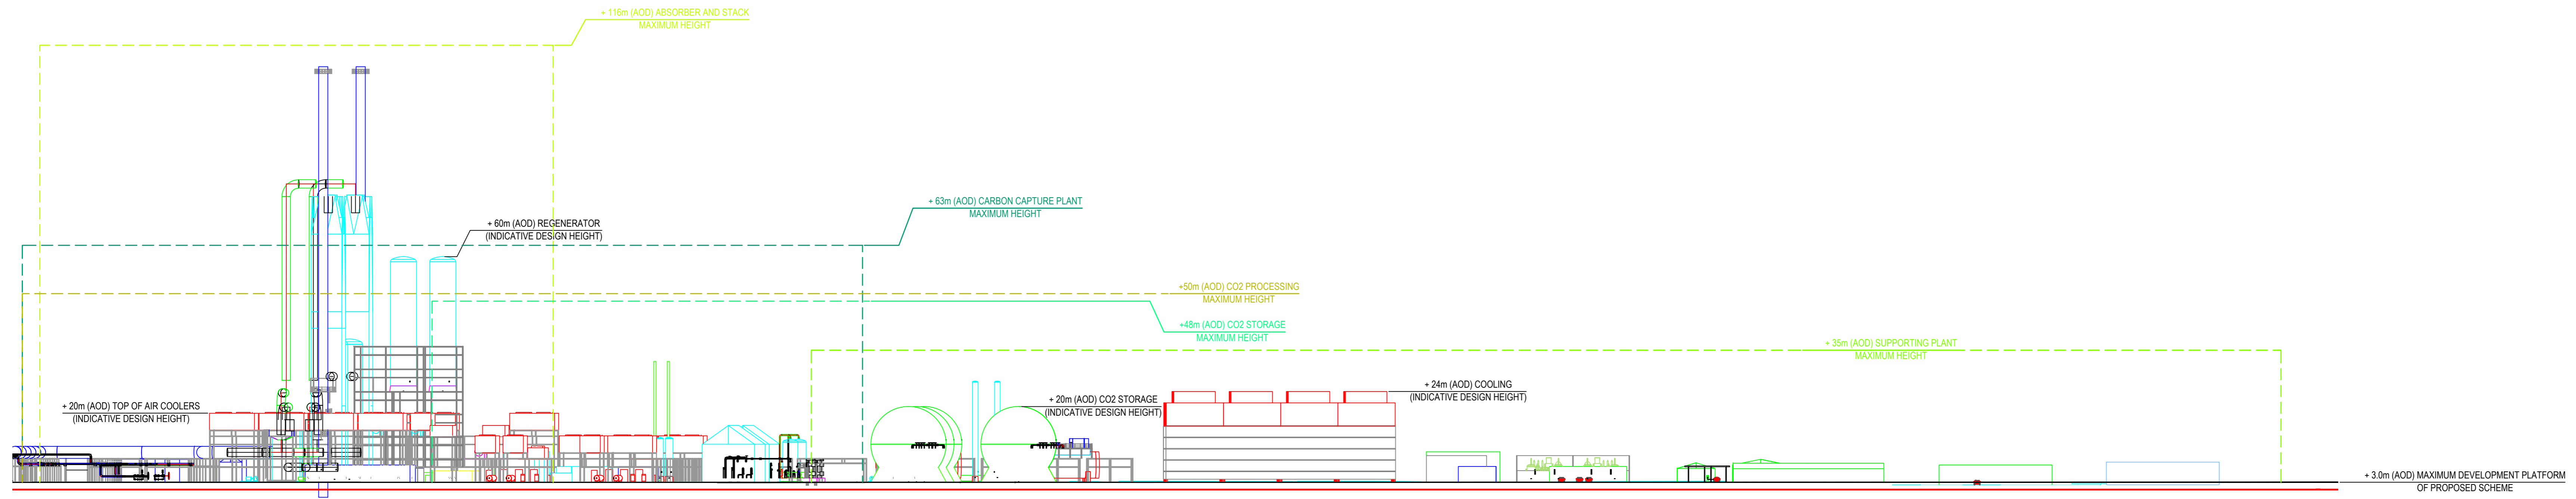 + 116m (AOD) ABSORBER AND STACK
MAXIMUM HEIGHT
+ 63m (AOD) CARBON CAPTURE PLANT
MAXIMUM HEIGHT
+ 60m (AOD) REGENERATOR
(INDICATIVE DESIGN HEIGHT)
+50m (AOD) CO2 PROCESSING
MAXIMUM HEIGHT
+48m (AOD) CO2 STORAGE
MAXIMUM HEIGHT
+ 35m (AOD) SUPPORTING PLANT
MAXIMUM HEIGHT
+ 24m (AOD) COOLING
(INDICATIVE DESIGN HEIGHT)
+ 20m (AOD) CO2 STORAGE
(INDICATIVE DESIGN HEIGHT)
+ 20m (AOD) TOP OF AIR COOLERS
(INDICATIVE DESIGN HEIGHT)
+ 3.0m (AOD) MAXIMUM DEVELOPMENT PLATFORM
OF PROPOSED SCHEME